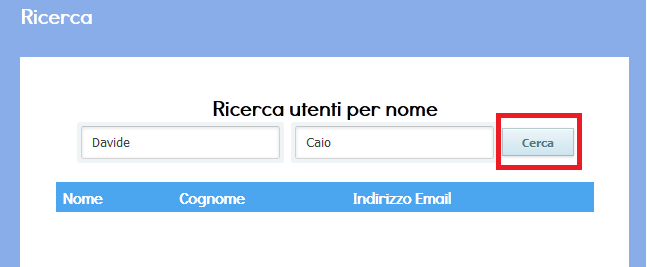 Ricerca
Ricerca utenti per nome
Davide Caio Cerca
Nome Cognome Indirizzo Email